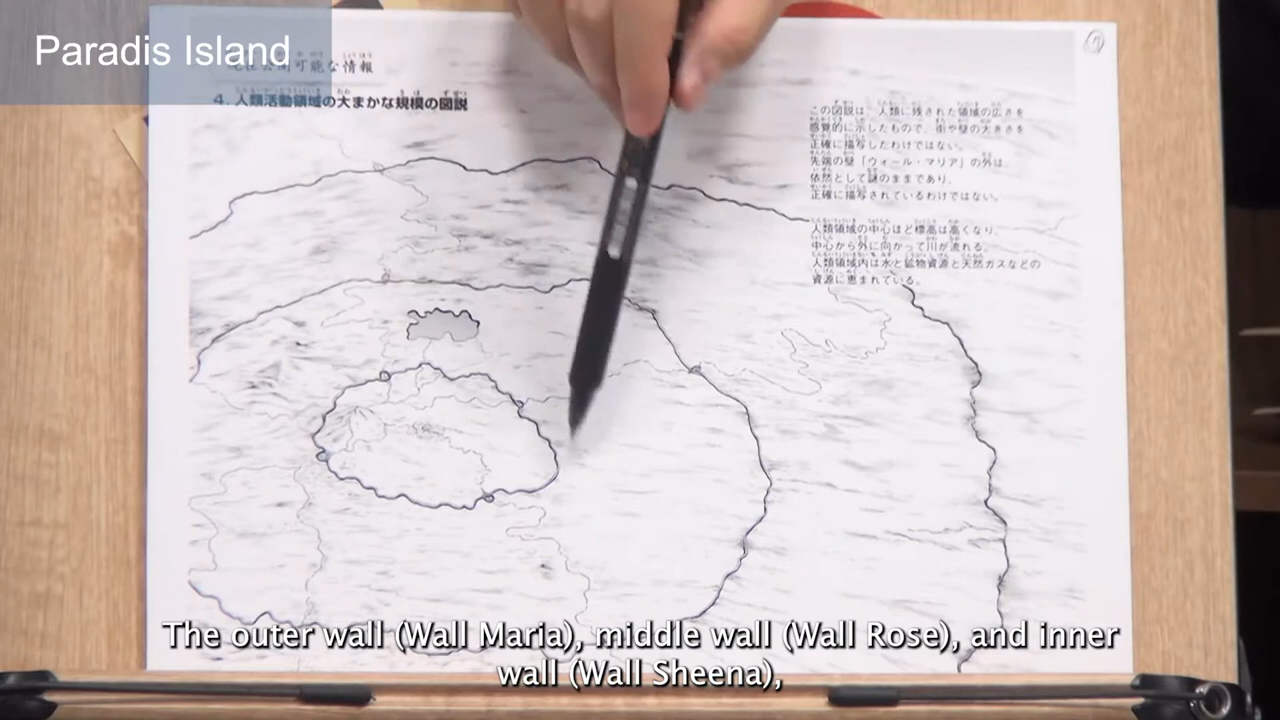 Paradis Island
可能な情報
4. 人類活動領域の大まかな規模の図説
この図説は、人類に残された領域の広さを
感覚的に示したもので、街や壁の大きさを
正確に描写したわけではない。
先端の壁「ウォール・マリア」の外は、
依然として謎のままであり、
正確に描写されているわけではない。
人類領域の中心ほど標高は高くなり、
中心から外に向かって川が流れる。
人類領域内は水と鉱物資源と天然ガスなどの
資源に恵まれている。
The outer wall (Wall Maria), middle wall (Wall Rose), and inner
wall (Wall Sheena),